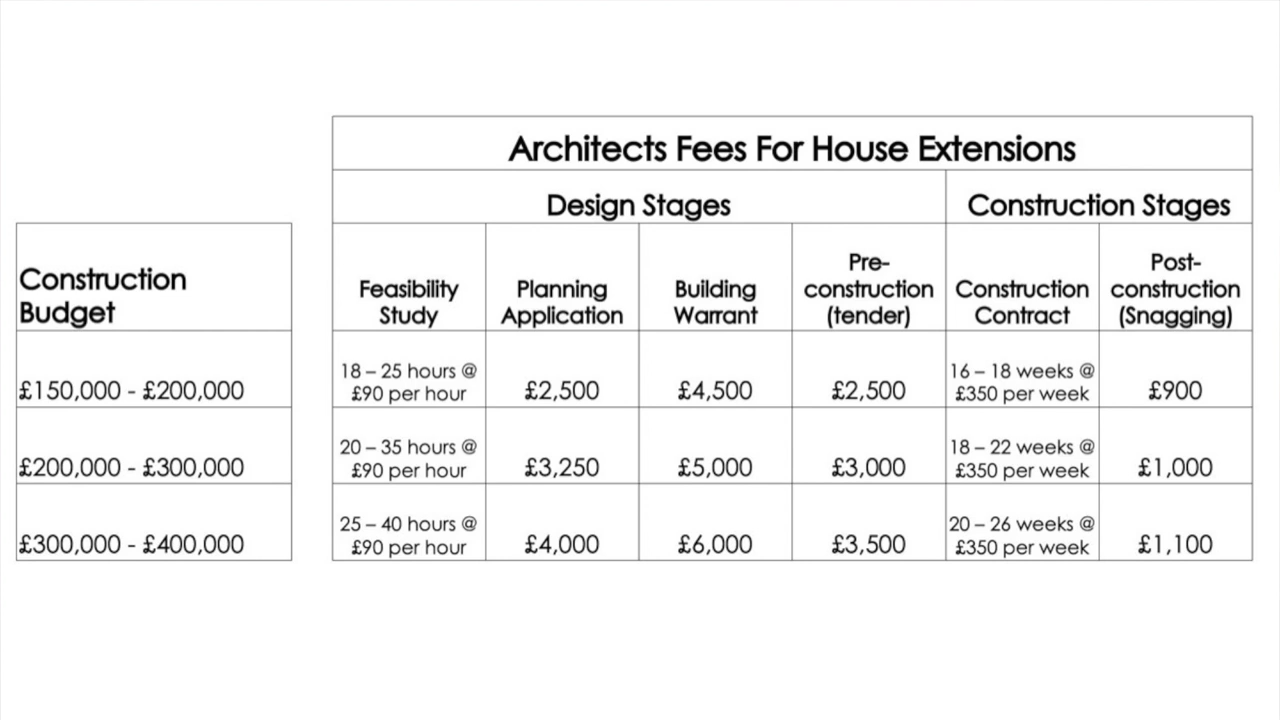 Architects Fees For House Extensions
Design Stages
Construction Stages
Construction
Budget
Feasibility
Study
Planning
Application
Building
Warrant
Pre-
construction
(tender)
Construction
Contract
Post-
construction
(Snagging)
£150,000 - £200,000
18 – 25 hours @
£90 per hour
£2,500
£4,500
£2,500
16 – 18 weeks @
£350 per week
£900
£200,000 - £300,000
20 – 35 hours @
£90 per hour
£3,250
£5,000
£3,000
18 – 22 weeks @
£350 per week
£1,000
£300,000 - £400,000
25 – 40 hours @
£90 per hour
£4,000
£6,000
£3,500
20 – 26 weeks @
£350 per week
£1,100